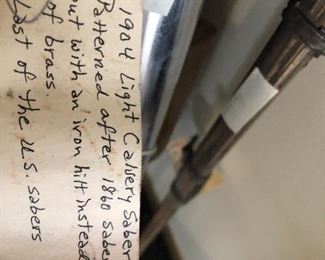 1904 Light Calvery Saber
Patterned after 1860 saber
but with an iron hilt instead
of brass.
Last of the U.S. sabers